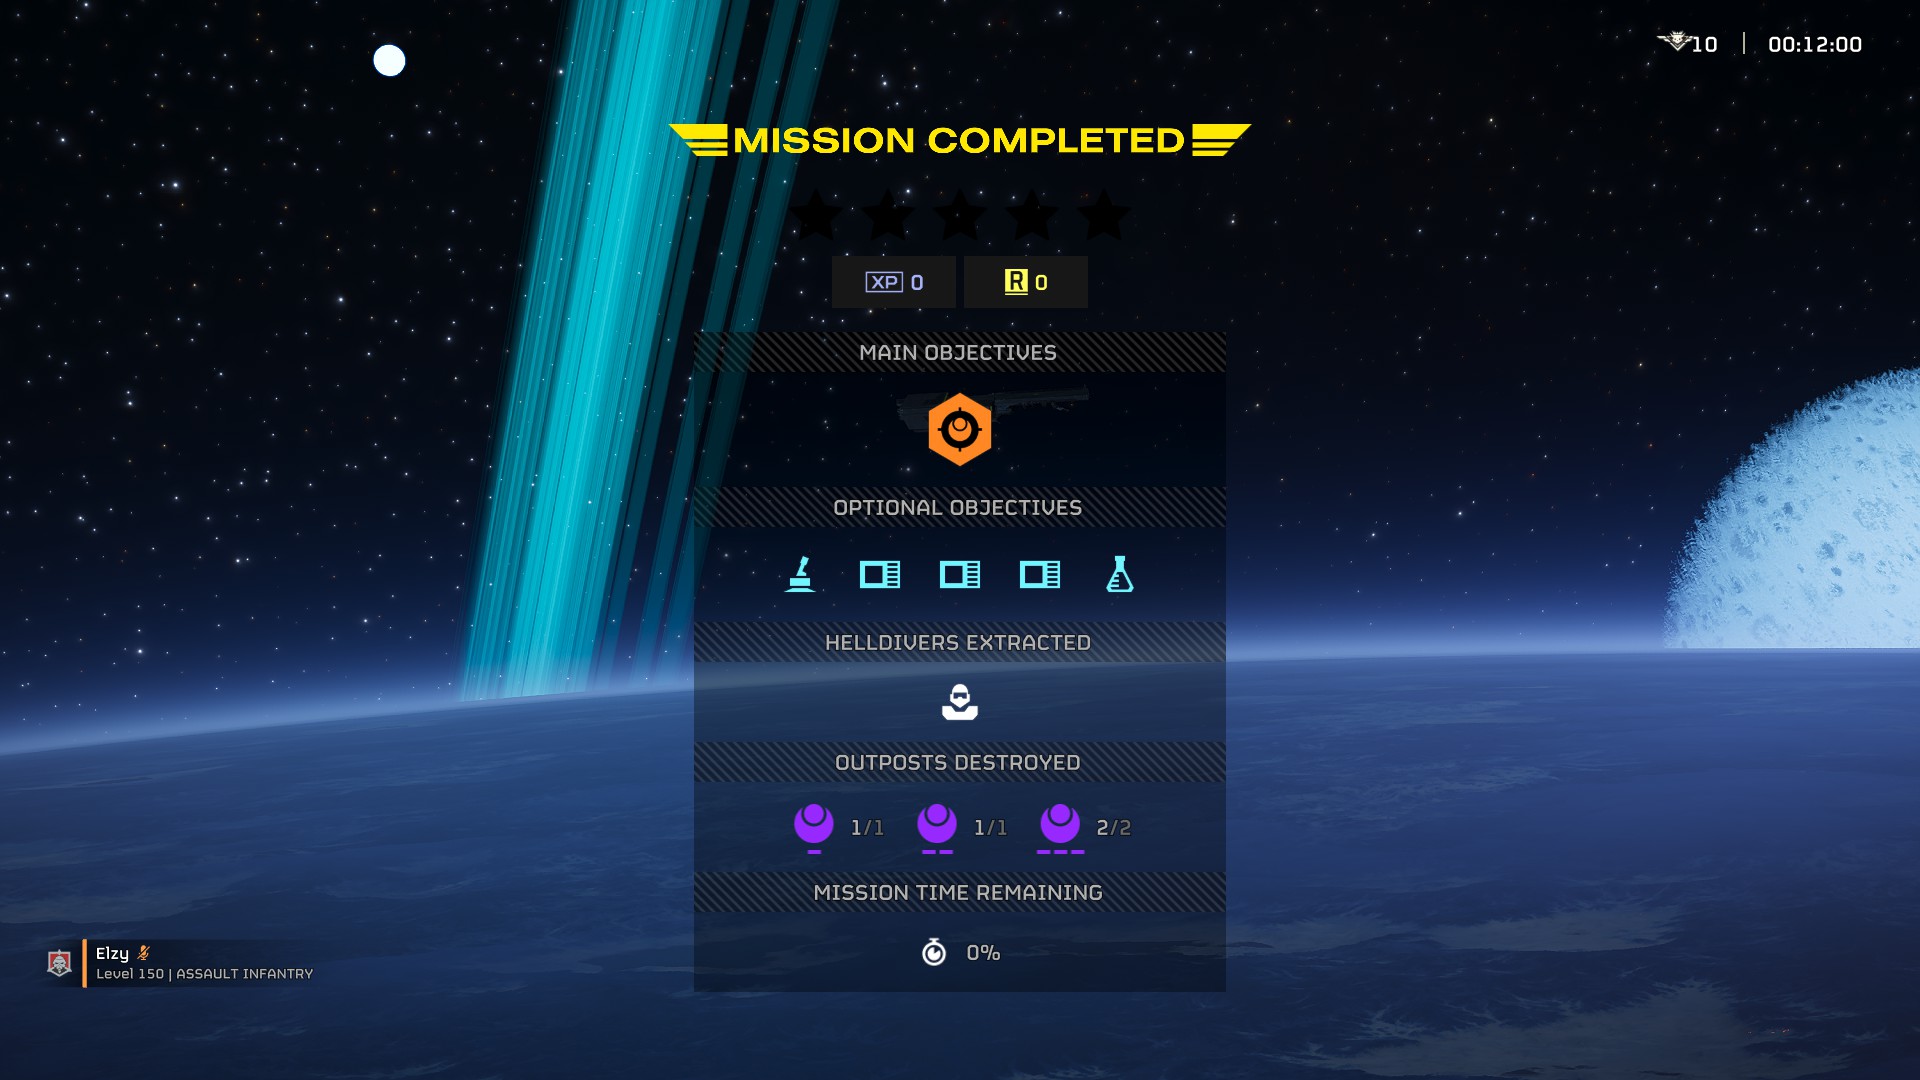 10 | 00:12:00
MISSION COMPLETED
XP 0
R 0
MAIN OBJECTIVES
OPTIONAL OBJECTIVES
HELLDIVERS EXTRACTED
OUTPOSTS DESTROYED
1/1 1/1 2/2
MISSION TIME REMAINING
0%
Elzy
Level 150 | ASSAULT INFANTRY